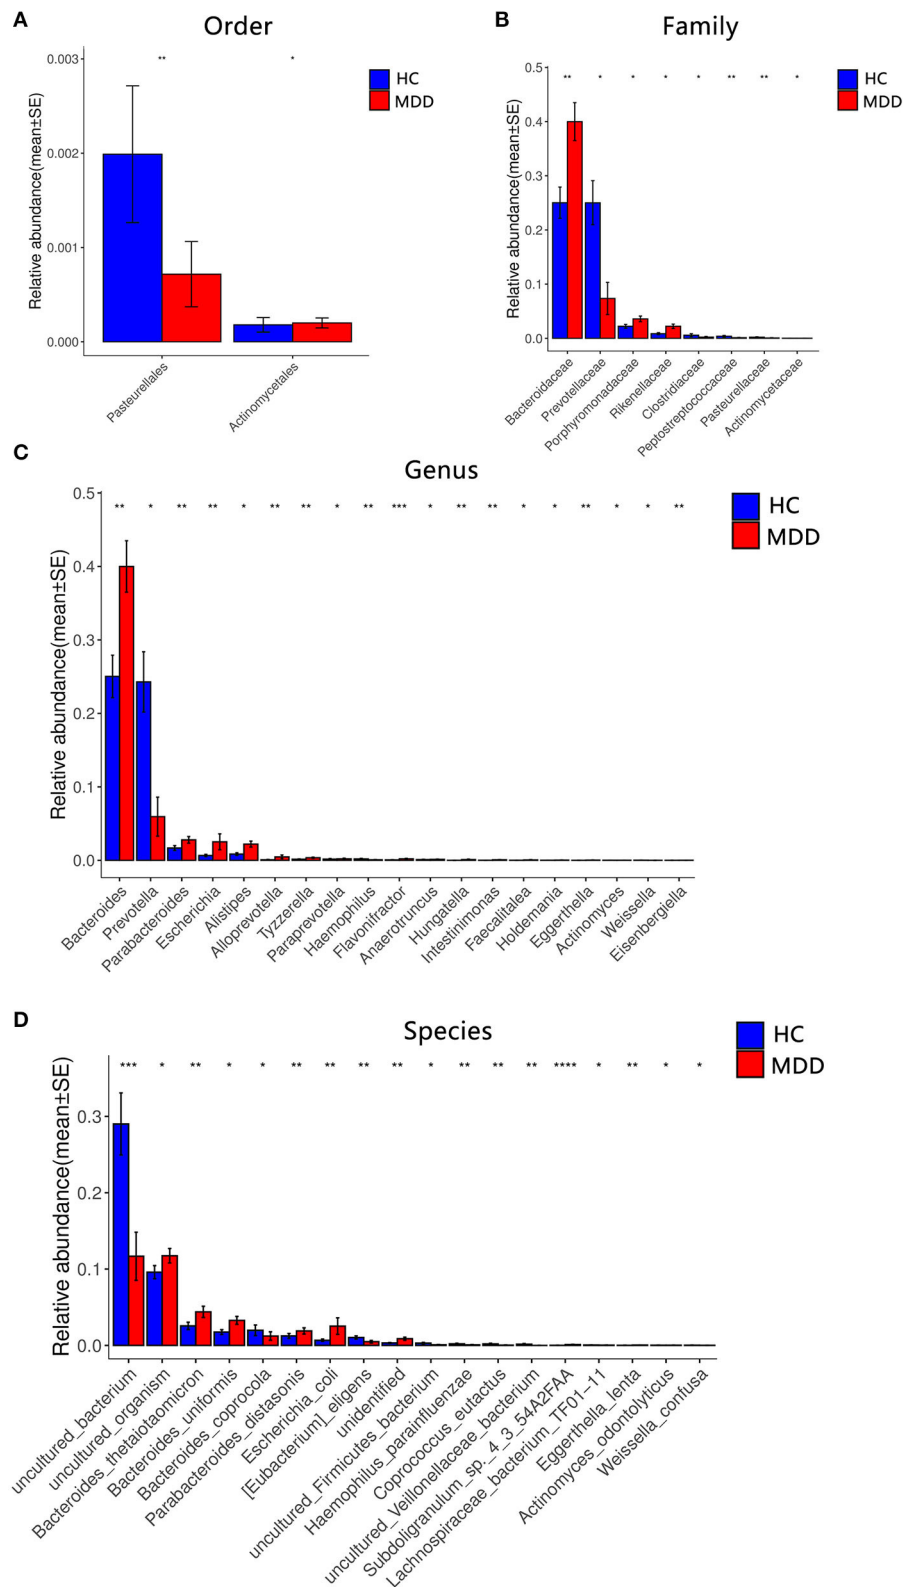 A
Order
Relative abundance(mean±SE)
0.003
0.002
0.001
0.000
** *
HC
MDD
Pasteurellales
Actinomycetales
B
Family
Relative abundance(mean±SE)
0.5
0.4
0.3
0.2
0.1
0.0
** * * * * ** ** *
HC
MDD
Bacteroidaceae
Prevotellaceae
Porphyromonadaceae
Rikenellaceae
Clostridiaceae
Peptostreptococcaceae
Pasteurellaceae
Actinomycetaceae
C
Genus
Relative abundance(mean±SE)
0.5
0.4
0.3
0.2
0.1
0.0
** * ** ** * ** ** * ** *** * ** ** * * ** * * **
HC
MDD
Bacteroides
Prevotella
Parabacteroides
Escherichia
Alistipes
Alloprevotella
Tyzzerella
Paraprevotella
Haemophilus
Flavonifractor
Anaerotruncus
Hungatella
Intestinimonas
Faecalitalea
Holdemania
Eggerthella
Actinomyces
Weissella
Eisenbergiella
D
Species
Relative abundance(mean±SE)
0.3
0.2
0.1
0.0
*** * ** * * ** ** ** ** * ** ** ** **** * ** * *
HC
MDD
uncultured_bacterium
uncultured_organism
Bacteroides_thetaiotaomicron
Bacteroides_uniformis
Bacteroides_coprocola
Parabacteroides_distasonis
Escherichia_coli
[Eubacterium]_eligens
unidentified
uncultured_Firmicutes_bacterium
Haemophilus_parainfluenzae
Coprococcus_eutactus
uncultured_Veillonellaceae_bacterium
Subdoligranulum_sp._4_3_54A2FAA
Lachnospiraceae_bacterium_TF01-11
Eggerthella_lenta
Actinomyces_odontolyticus
Weissella_confusa